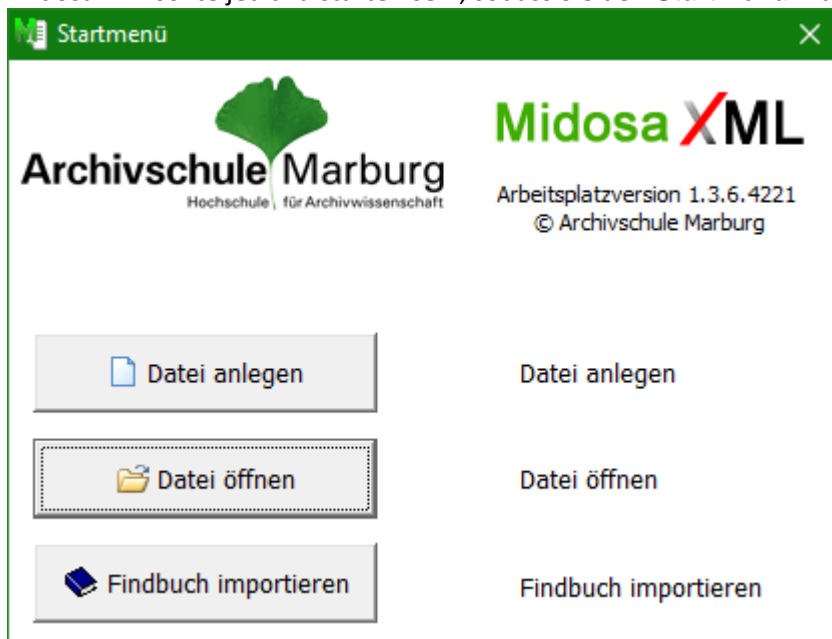 Startmenü
Archivschule Marburg
Hochschule für Archivwissenschaft
Midosa XML
Arbeitsplatzversion 1.3.6.4221
© Archivschule Marburg
Datei anlegen Datei anlegen
Datei öffnen Datei öffnen
Findbuch importieren Findbuch importieren